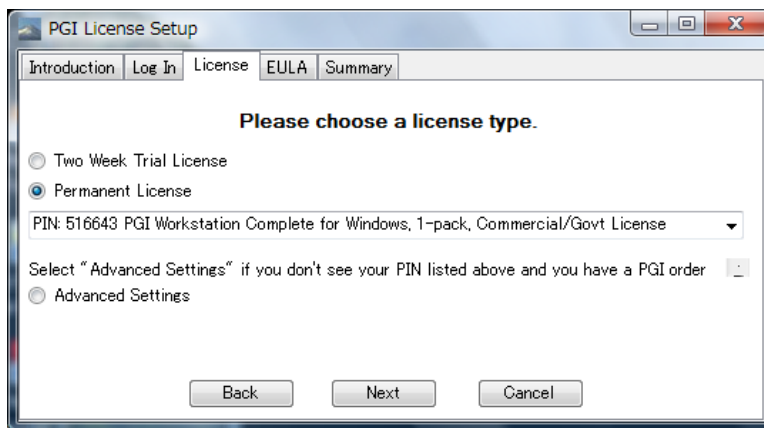 PGI License Setup
Introduction Log In License EULA Summary
Please choose a license type.
Two Week Trial License
Permanent License
PIN: 516643 PGI Workstation Complete for Windows, 1-pack, Commercial/Govt License
Select "Advanced Settings" if you don't see your PIN listed above and you have a PGI order
Advanced Settings
Back Next Cancel